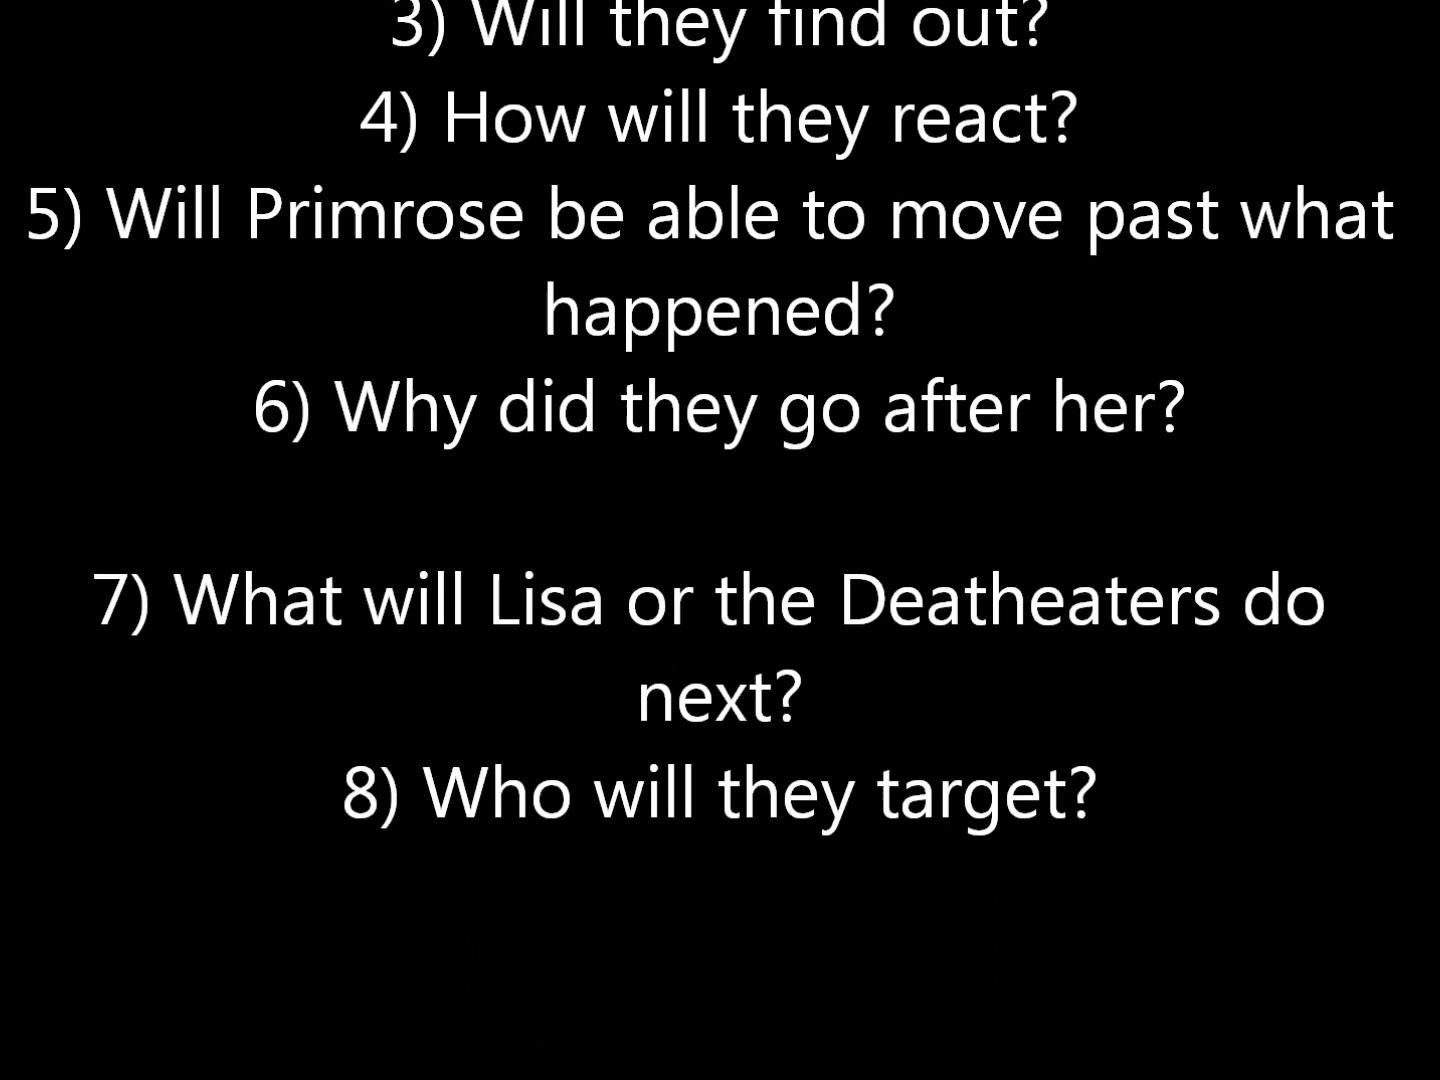 3) Will they find out?
4) How will they react?
5) Will Primrose be able to move past what
happened?
6) Why did they go after her?
7) What will Lisa or the Deatheaters do
next?
8) Who will they target?